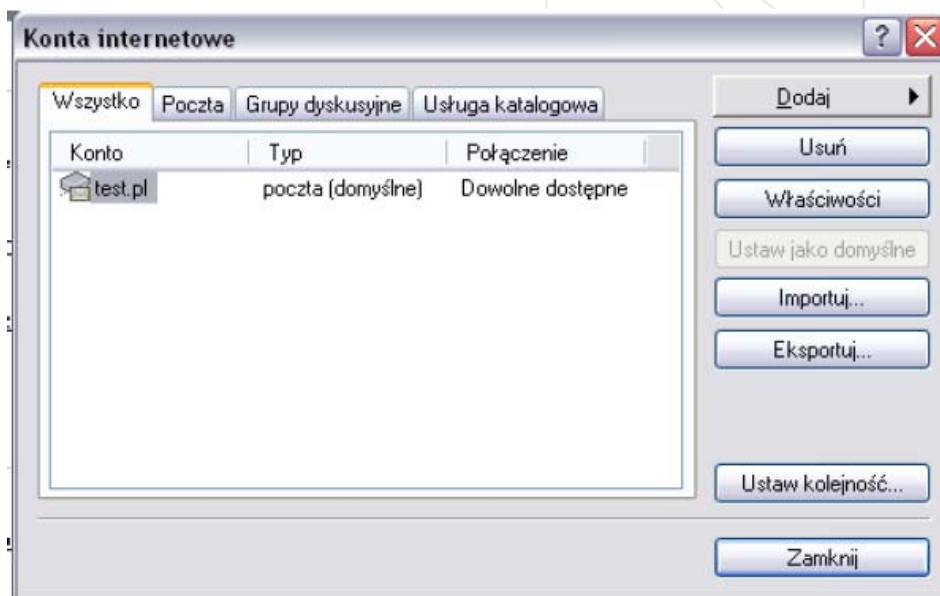 Konta internetowe
Wszystko Poczta Grupy dyskusyjne Usługa katalogowa
Konto Typ Połączenie
test.pl poczta (domyślne) Dowolne dostępne
Dodaj
Usuń
Właściwości
Ustaw jako domyślne
Importuj...
Eksportuj...
Ustaw kolejność...
Zamknij